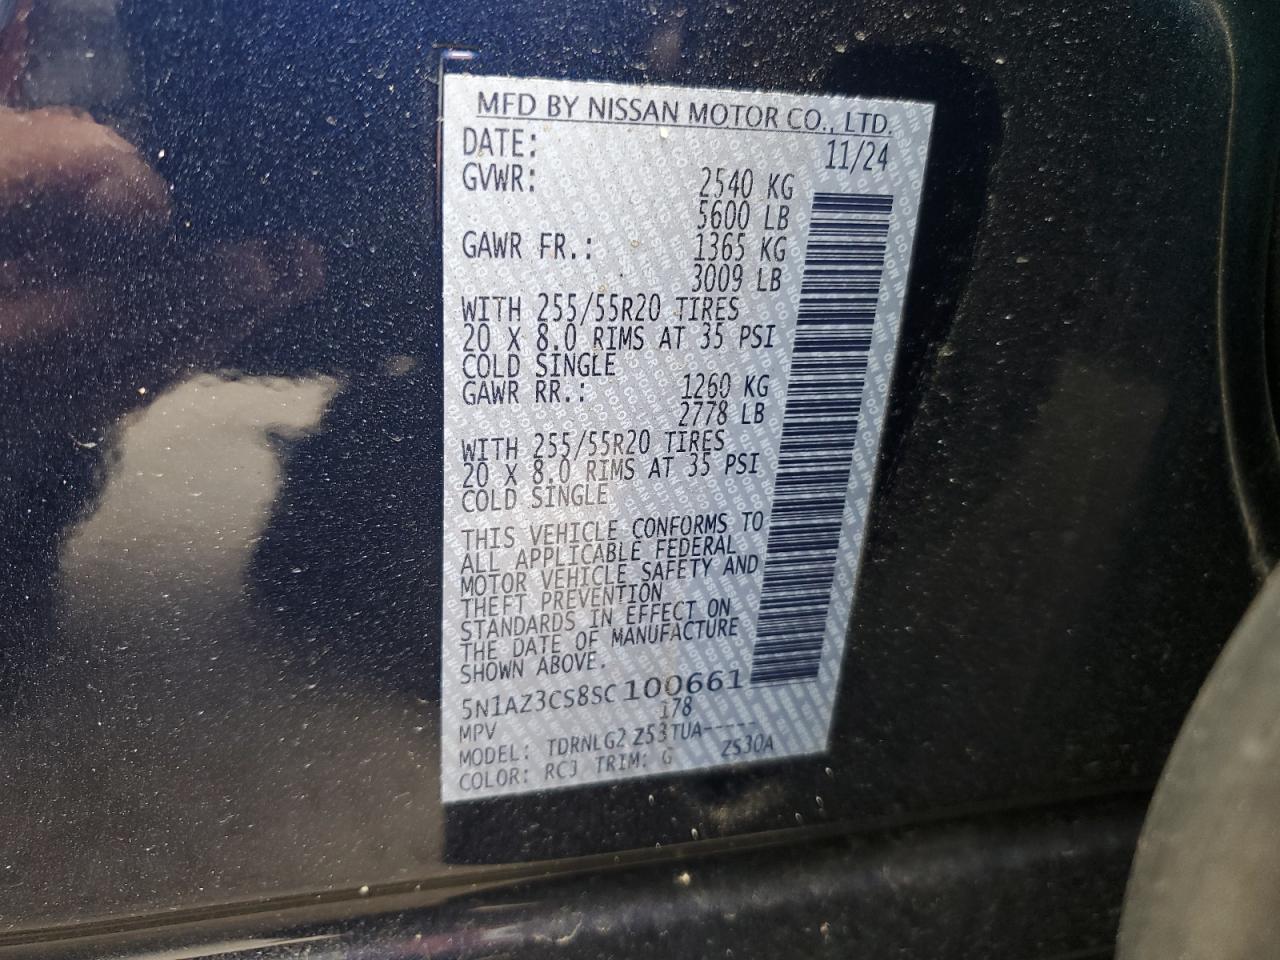 MFD BY NISSAN MOTOR CO., LTD.
DATE: 11/24
GVWR: 2540 KG
5600 LB
GAWR FR.: 1365 KG
3009 LB
WITH 255/55R20 TIRES
20 X 8.0 RIMS AT 35 PSI
COLD SINGLE
GAWR RR.: 1260 KG
2778 LB
WITH 255/55R20 TIRES
20 X 8.0 RIMS AT 35 PSI
COLD SINGLE
THIS VEHICLE CONFORMS TO
ALL APPLICABLE FEDERAL
MOTOR VEHICLE SAFETY AND
THEFT PREVENTION
STANDARDS IN EFFECT ON
THE DATE OF MANUFACTURE
SHOWN ABOVE.
5N1AZ3CS8SC100661
MPV 178
MODEL: TDRNLG2 Z53TUA-----
COLOR: RCJ TRIM: G ZS30A